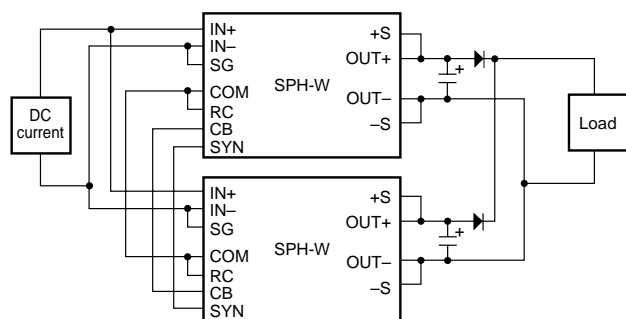 IN+
IN–
SG
COM
RC
CB
SYN
SPH-W
+S
OUT+
+
OUT–
–S
DC
current
Load
IN+
IN–
SG
COM
RC
CB
SYN
SPH-W
+S
OUT+
+
OUT–
–S